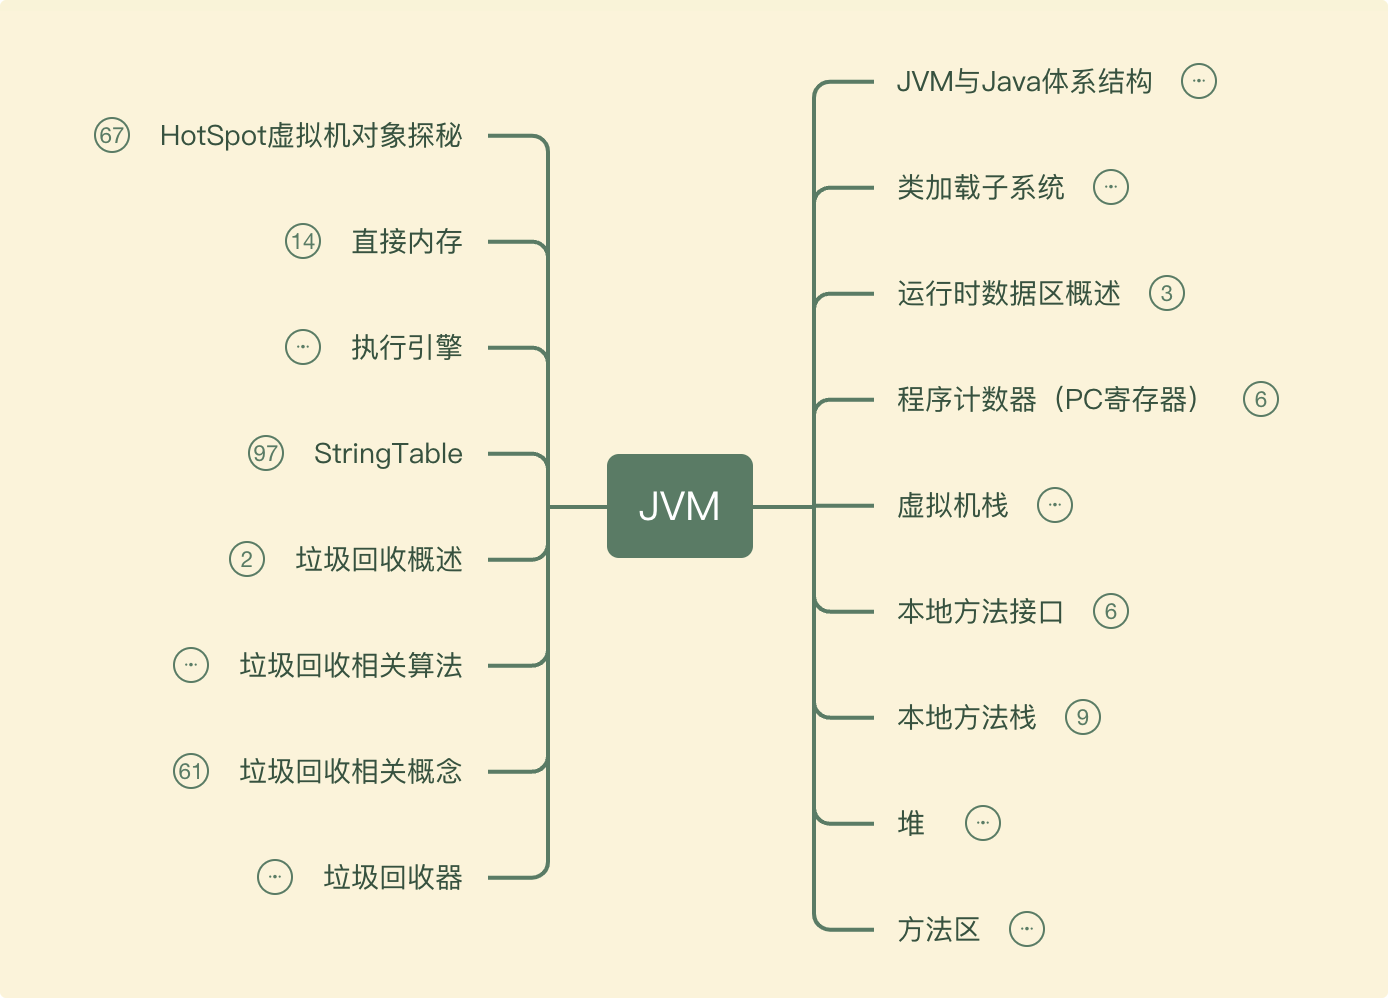 JVM
JVM与Java体系结构
类加载子系统
运行时数据区概述 3
程序计数器（PC寄存器） 6
虚拟机栈
本地方法接口 6
本地方法栈 9
堆
方法区
67 HotSpot虚拟机对象探秘
14 直接内存
执行引擎
97 StringTable
2 垃圾回收概述
垃圾回收相关算法
61 垃圾回收相关概念
垃圾回收器